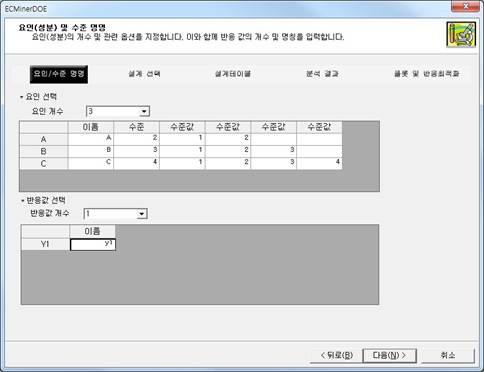 ECMinerDOE
요인(성분) 및 수준 명명
요인(성분)의 개수 및 관련 옵션을 지정합니다. 이와 함께 반응 값의 개수 및 명칭을 입력합니다.
요인/수준 명명 설계 선택 설계테이블 분석 결과 플롯 및 반응최적화
요인 선택
요인 개수 3
이름 수준 수준값 수준값 수준값 수준값
A A 2 1 2
B B 3 1 2 3
C C 4 1 2 3 4
반응값 선택
반응값 개수 1
이름
Y1 y1
< 뒤로(B) 다음(N) > 취소